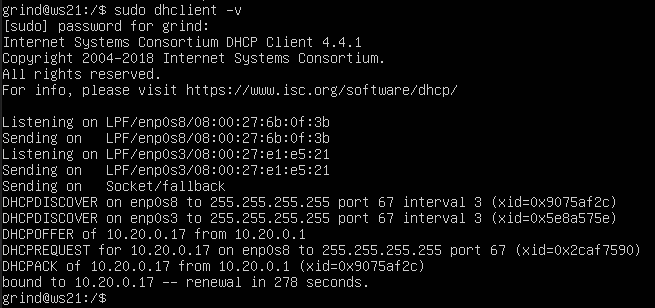 grind@ws21:/$ sudo dhclient -v
[sudo] password for grind:
Internet Systems Consortium DHCP Client 4.4.1
Copyright 2004-2018 Internet Systems Consortium.
All rights reserved.
For info, please visit https://www.isc.org/software/dhcp/

Listening on LPF/enp0s8/08:00:27:6b:0f:3b
Sending on   LPF/enp0s8/08:00:27:6b:0f:3b
Listening on LPF/enp0s3/08:00:27:e1:e5:21
Sending on   LPF/enp0s3/08:00:27:e1:e5:21
Sending on   Socket/fallback
DHCPDISCOVER on enp0s8 to 255.255.255.255 port 67 interval 3 (xid=0x9075af2c)
DHCPDISCOVER on enp0s3 to 255.255.255.255 port 67 interval 3 (xid=0x5e8a575e)
DHCPOFFER of 10.20.0.17 from 10.20.0.1
DHCPREQUEST for 10.20.0.17 on enp0s8 to 255.255.255.255 port 67 (xid=0x2caf7590)
DHCPACK of 10.20.0.17 from 10.20.0.1 (xid=0x9075af2c)
bound to 10.20.0.17 -- renewal in 278 seconds.
grind@ws21:/$